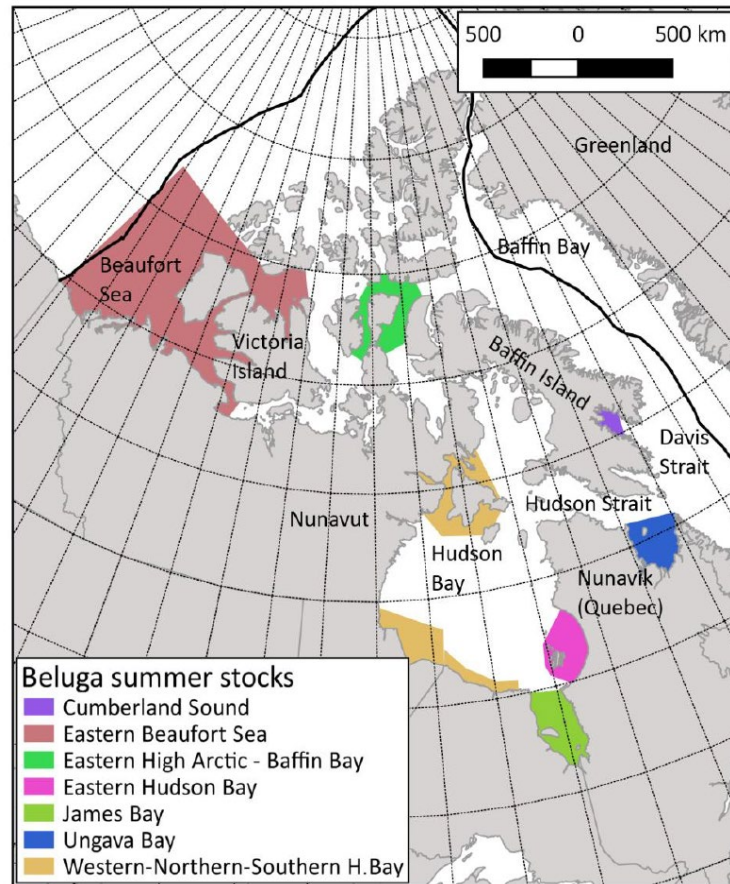 500 0 500 km
Greenland
Baffin Bay
Beaufort
Sea
Victoria
Island
Baffin Island
Davis
Strait
Hudson Strait
Nunavut
Hudson
Bay
Nunavik
(Quebec)
Beluga summer stocks
Cumberland Sound
Eastern Beaufort Sea
Eastern High Arctic - Baffin Bay
Eastern Hudson Bay
James Bay
Ungava Bay
Western-Northern-Southern H.Bay